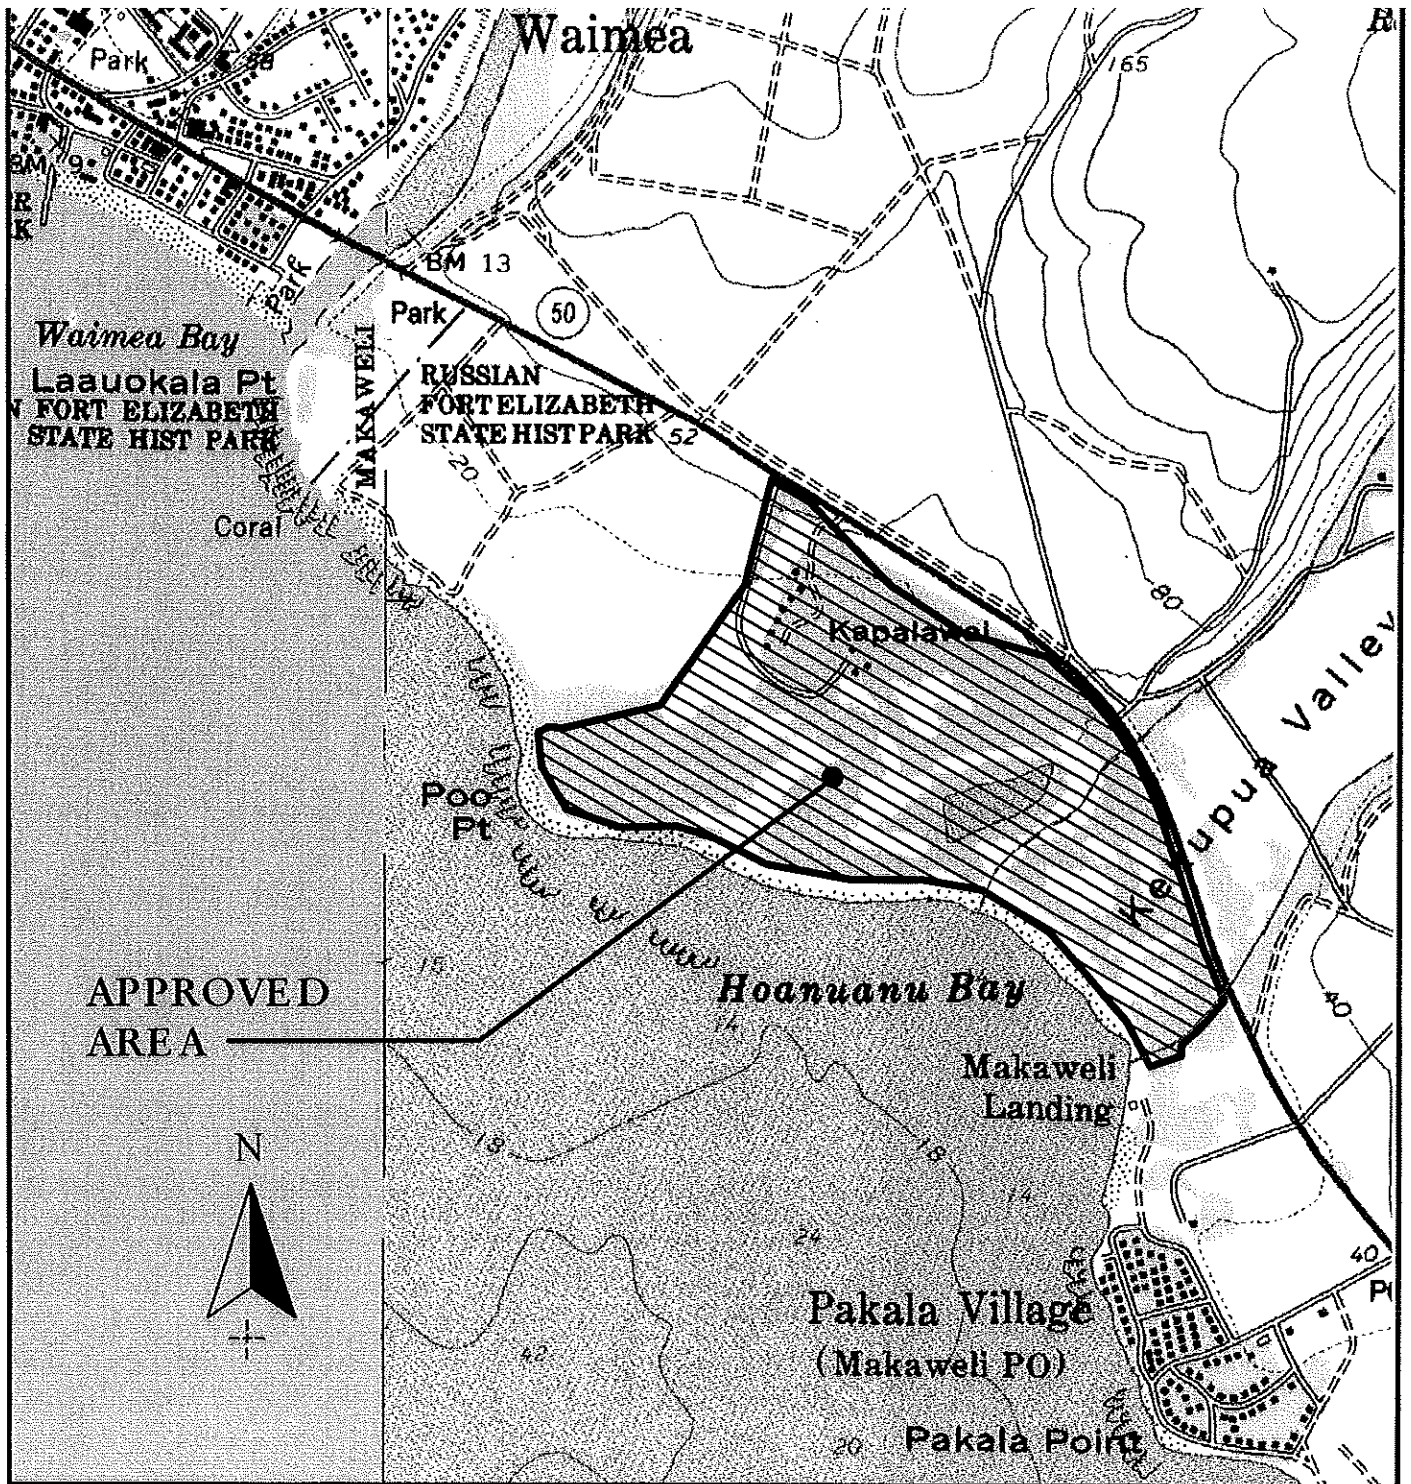 Waimea
R
Park
58
165
BM 9
R
K
BM 13
Park
Park
50
Waimea Bay
MAKAWELI
Laauokala Pt
N FORT ELIZABETH
STATE HIST PARK
RUSSIAN
FORT ELIZABETH
STATE HIST PARK
52
20
Coral
80
Kapalawai
Valley
Poo
Pt
15
APPROVED
AREA
Hoanuanu Bay
14
40
Makaweli
Landing
N
18
18
14
24
40
Pakala Village
(Makaweli PO)
42
20
Pakala Point